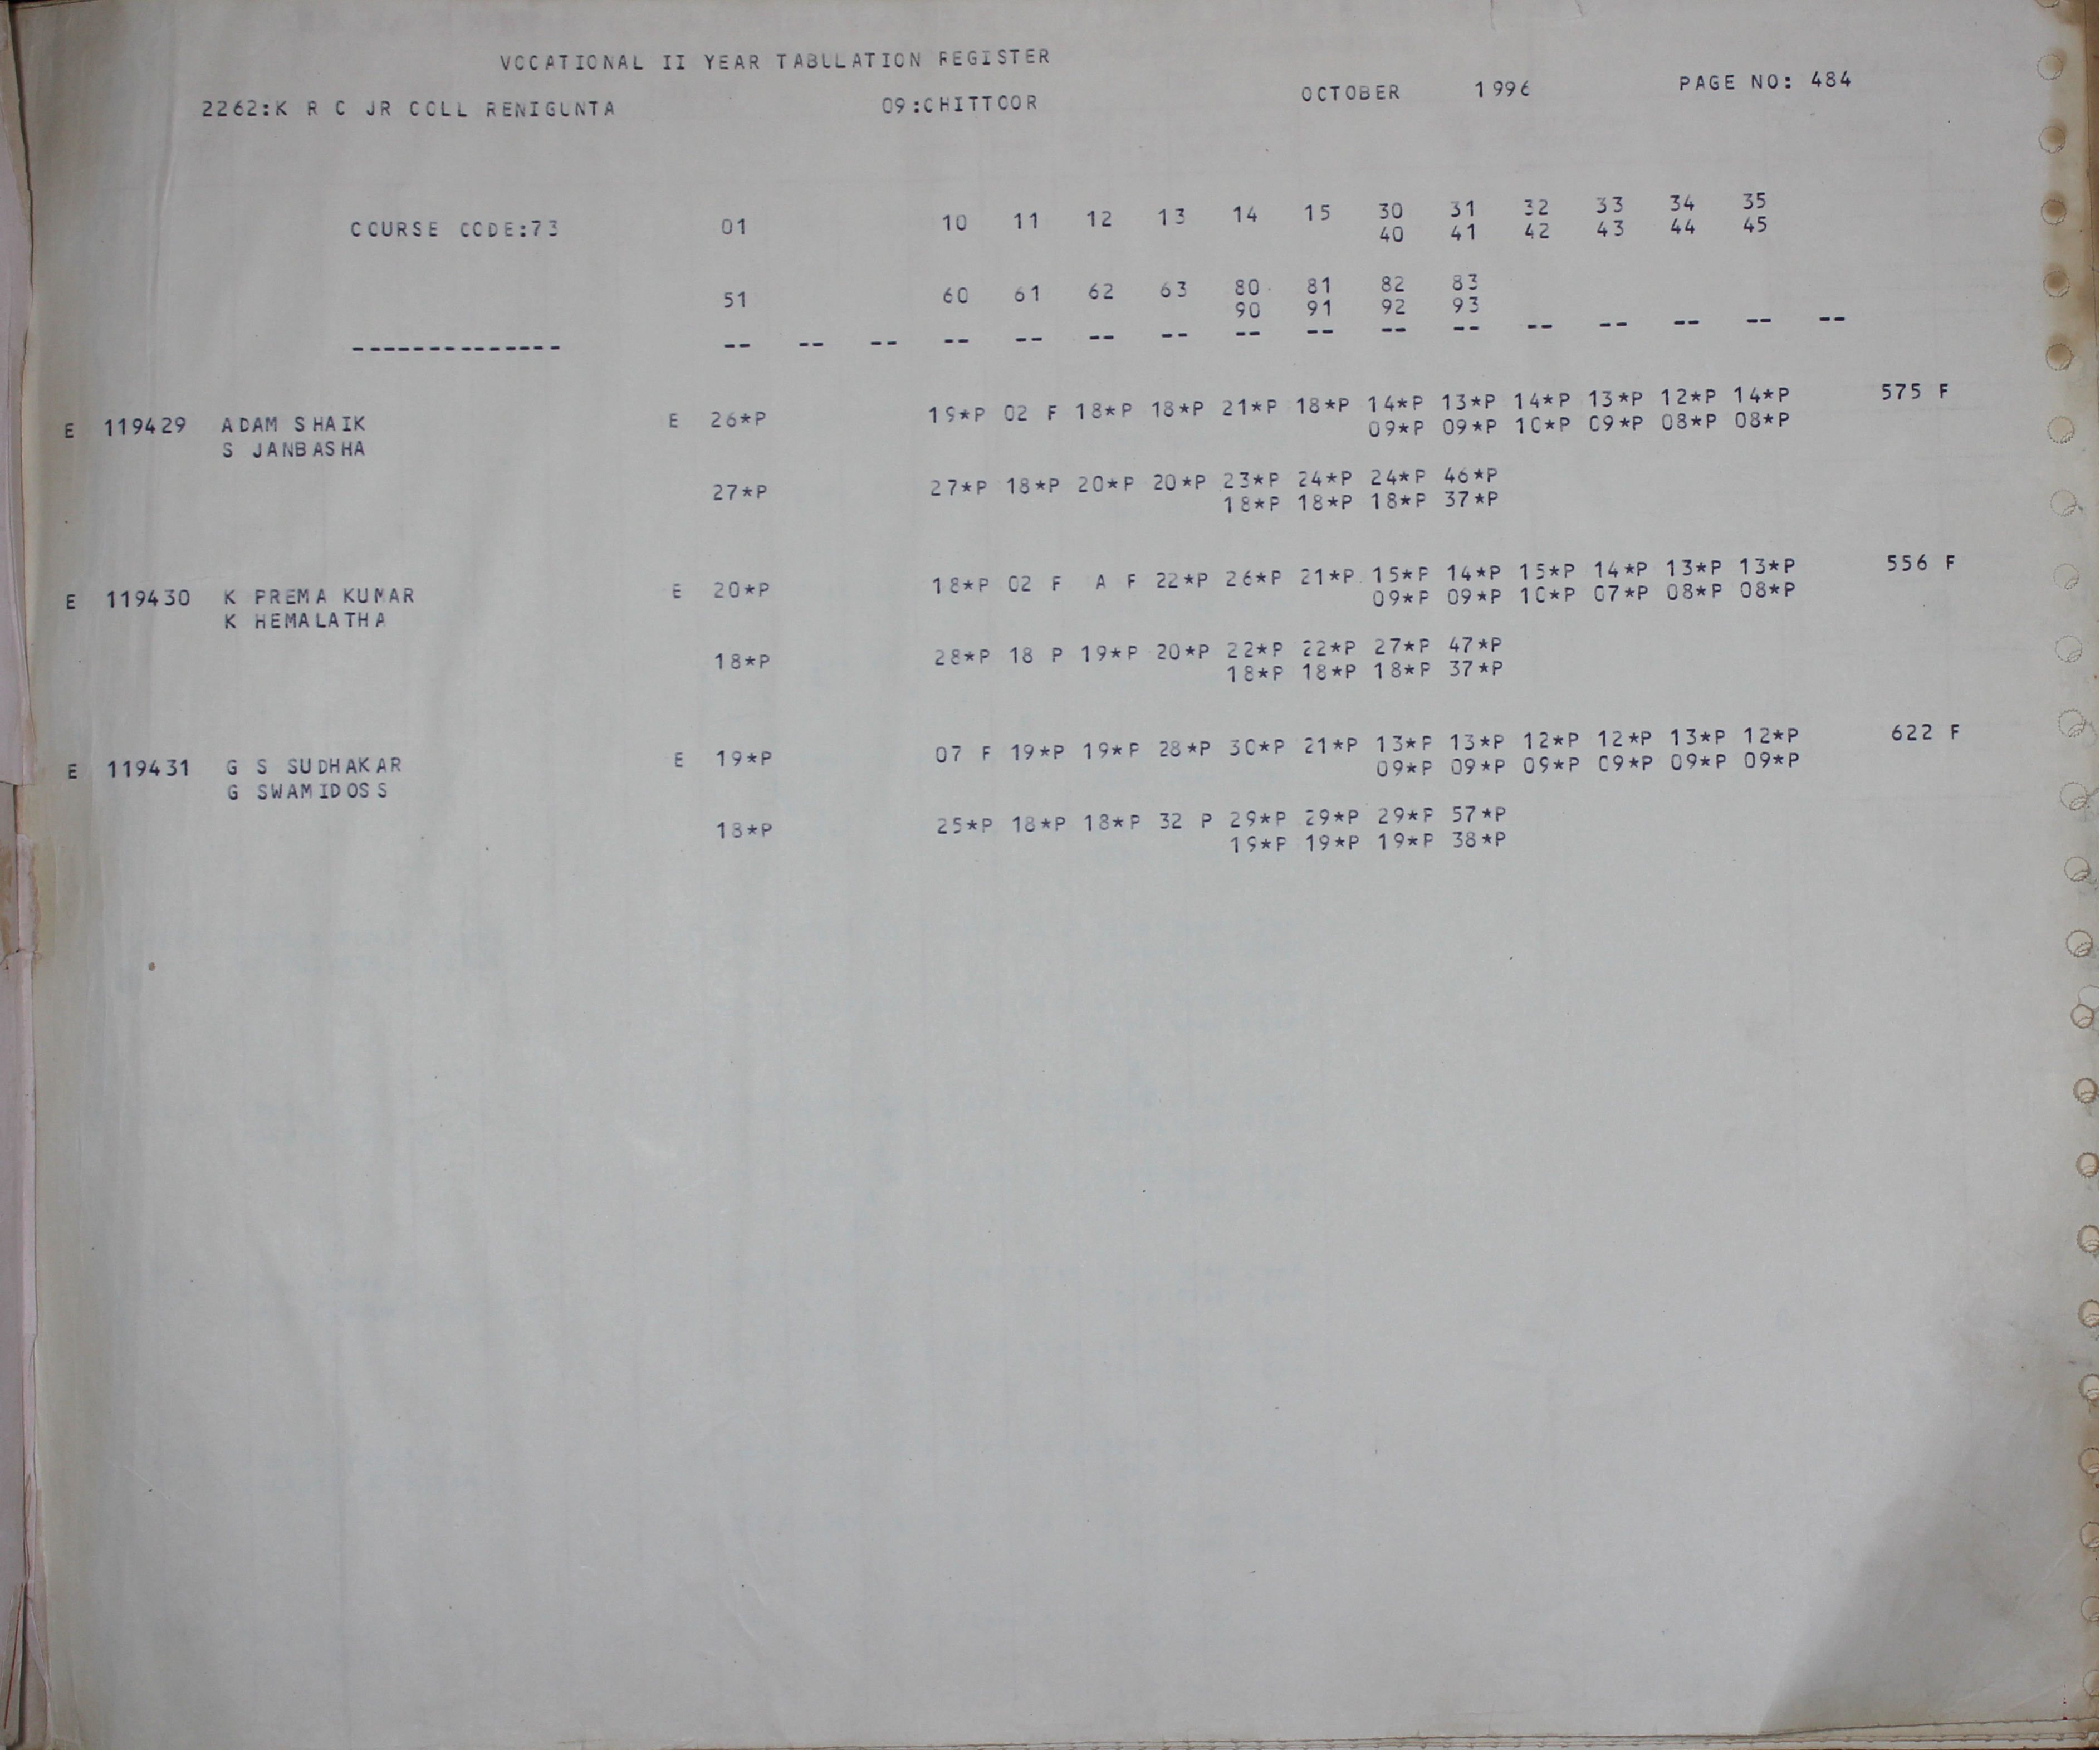 VOCATIONAL II YEAR TABULATION REGISTER
2262:K R C JR COLL RENIGUNTA 09:CHITTOOR OCTOBER 1996 PAGE NO: 484
COURSE CODE:73 01 10 11 12 13 14 15 30 31 32 33 34 35
40 41 42 43 44 45
51 60 61 62 63 80 81 82 83
90 91 92 93
-------------- -- -- -- -- -- -- -- -- -- -- -- -- -- -- -- --
E 119429 ADAM SHAIK E 26*P 19*P 02 F 18*P 18*P 21*P 18*P 14*P 13*P 14*P 13*P 12*P 14*P 575 F
S JANBASHA 09*P 09*P 10*P 09*P 08*P 08*P
27*P 27*P 18*P 20*P 20*P 23*P 24*P 24*P 46*P
18*P 18*P 18*P 37*P
E 119430 K PREMA KUMAR E 20*P 18*P 02 F A F 22*P 26*P 21*P 15*P 14*P 15*P 14*P 13*P 13*P 556 F
K HEMALATHA 09*P 09*P 10*P 07*P 08*P 08*P
18*P 28*P 18 P 19*P 20*P 22*P 22*P 27*P 47*P
18*P 18*P 18*P 37*P
E 119431 G S SUDHAKAR E 19*P 07 F 19*P 19*P 28*P 30*P 21*P 13*P 13*P 12*P 12*P 13*P 12*P 622 F
G SWAMIDOSS 09*P 09*P 09*P 09*P 09*P 09*P
18*P 25*P 18*P 18*P 32 P 29*P 29*P 29*P 57*P
19*P 19*P 19*P 38*P